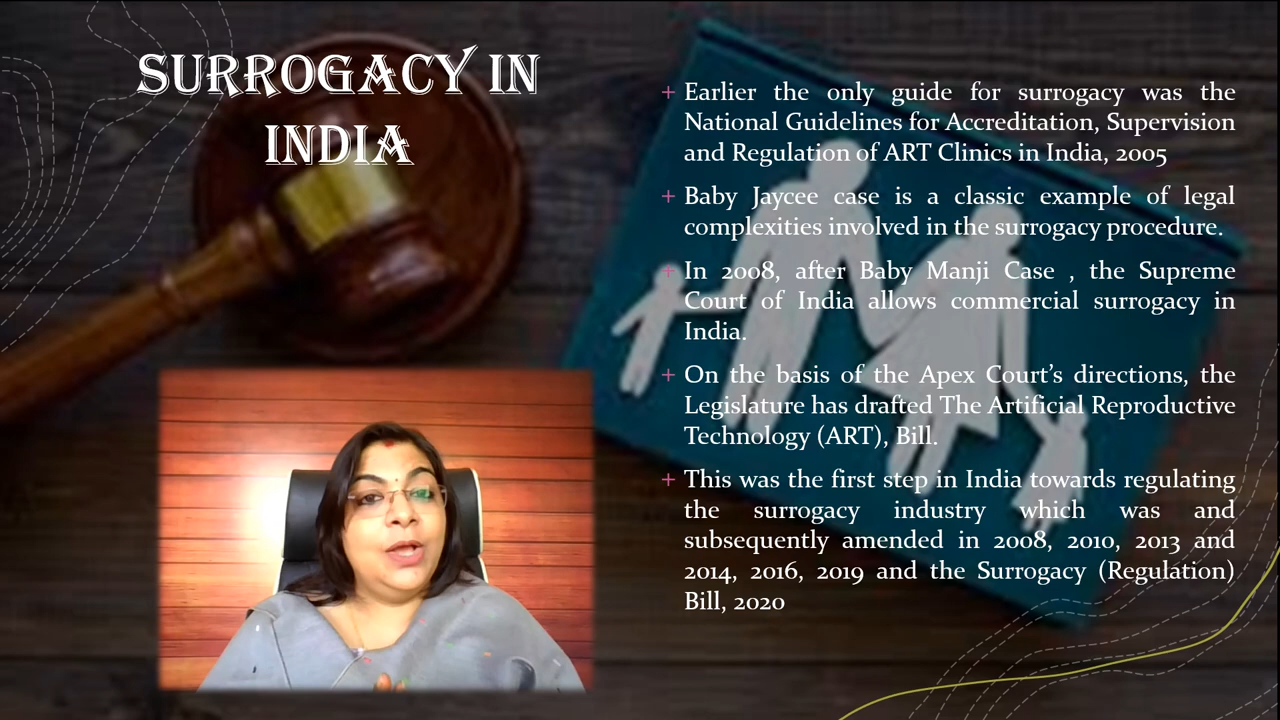 SURROGACY IN
INDIA
+ Earlier the only guide for surrogacy was the
National Guidelines for Accreditation, Supervision
and Regulation of ART Clinics in India, 2005
+ Baby Jaycee case is a classic example of legal
complexities involved in the surrogacy procedure.
+ In 2008, after Baby Manji Case , the Supreme
Court of India allows commercial surrogacy in
India.
+ On the basis of the Apex Court’s directions, the
Legislature has drafted The Artificial Reproductive
Technology (ART), Bill.
+ This was the first step in India towards regulating
the surrogacy industry which was and
subsequently amended in 2008, 2010, 2013 and
2014, 2016, 2019 and the Surrogacy (Regulation)
Bill, 2020